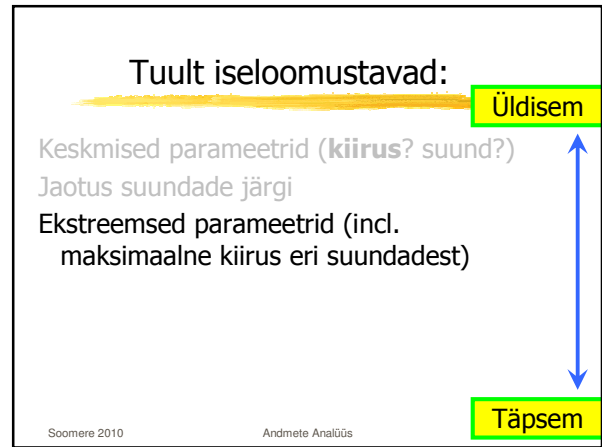 Tuult iseloomustavad:
Üldisem
Keskmised parameetrid (kiirus? suund?)
Jaotus suundade järgi
Ekstreemsed parameetrid (incl.
maksimaalne kiirus eri suundadest)
Täpsem
Soomere 2010
Andmete Analüüs